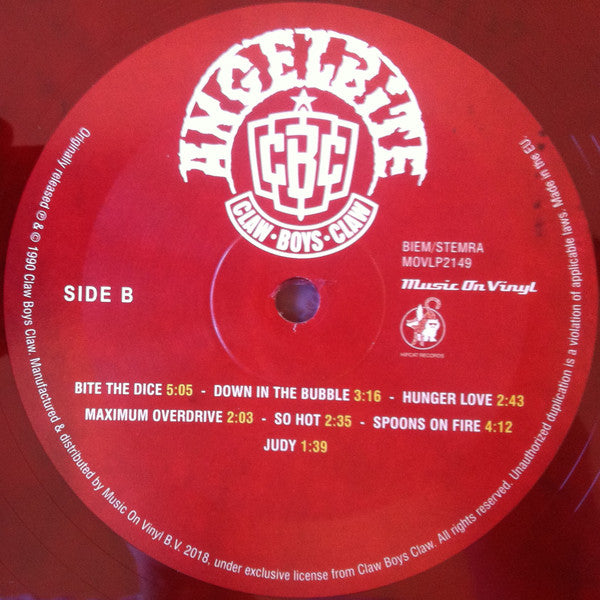 ANGELBITE
CBC
CLAW·BOYS·CLAW
BIEM/STEMRA
MOVLP2149
Music On Vinyl
SIDE B
HIPCAT RECORDS
BITE THE DICE 5:05 - DOWN IN THE BUBBLE 3:16 - HUNGER LOVE 2:43
MAXIMUM OVERDRIVE 2:03 - SO HOT 2:35 - SPOONS ON FIRE 4:12
JUDY 1:39
Originally released ℗ & © 1990 Claw Boys Claw. Manufactured & distributed by Music On Vinyl B.V. 2018, under exclusive license from Claw Boys Claw. All rights reserved. Unauthorized duplication is a violation of applicable laws. Made in the EU.